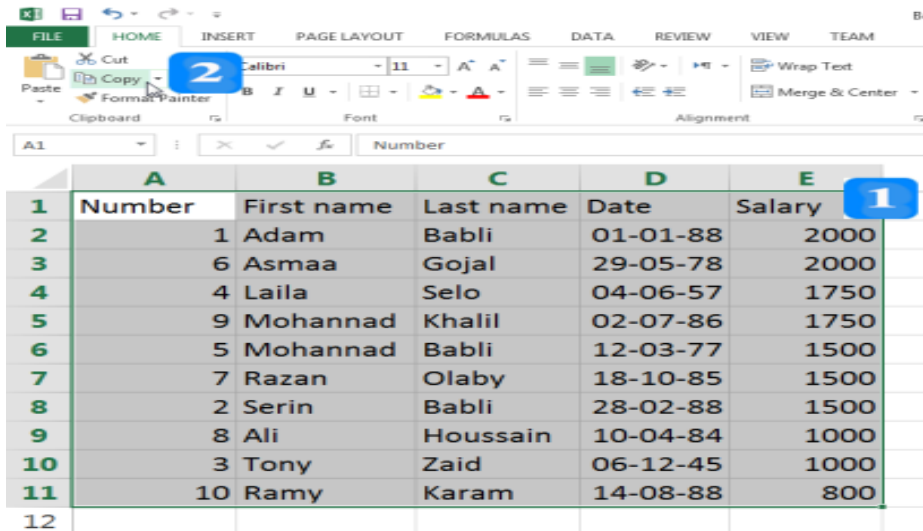 FILE HOME INSERT PAGE LAYOUT FORMULAS DATA REVIEW VIEW TEAM
Cut
Copy
Format Painter
Paste
Clipboard
2
Calibri 11 A A
B I U A
Font
Wrap Text
Merge & Center
Alignment
A1 fx Number
A B C D E
1
1 Number First name Last name Date Salary
2 1 Adam Babli 01-01-88 2000
3 6 Asmaa Gojal 29-05-78 2000
4 4 Laila Selo 04-06-57 1750
5 9 Mohannad Khalil 02-07-86 1750
6 5 Mohannad Babli 12-03-77 1500
7 7 Razan Olaby 18-10-85 1500
8 2 Serin Babli 28-02-88 1500
9 8 Ali Houssain 10-04-84 1000
10 3 Tony Zaid 06-12-45 1000
11 10 Ramy Karam 14-08-88 800
12